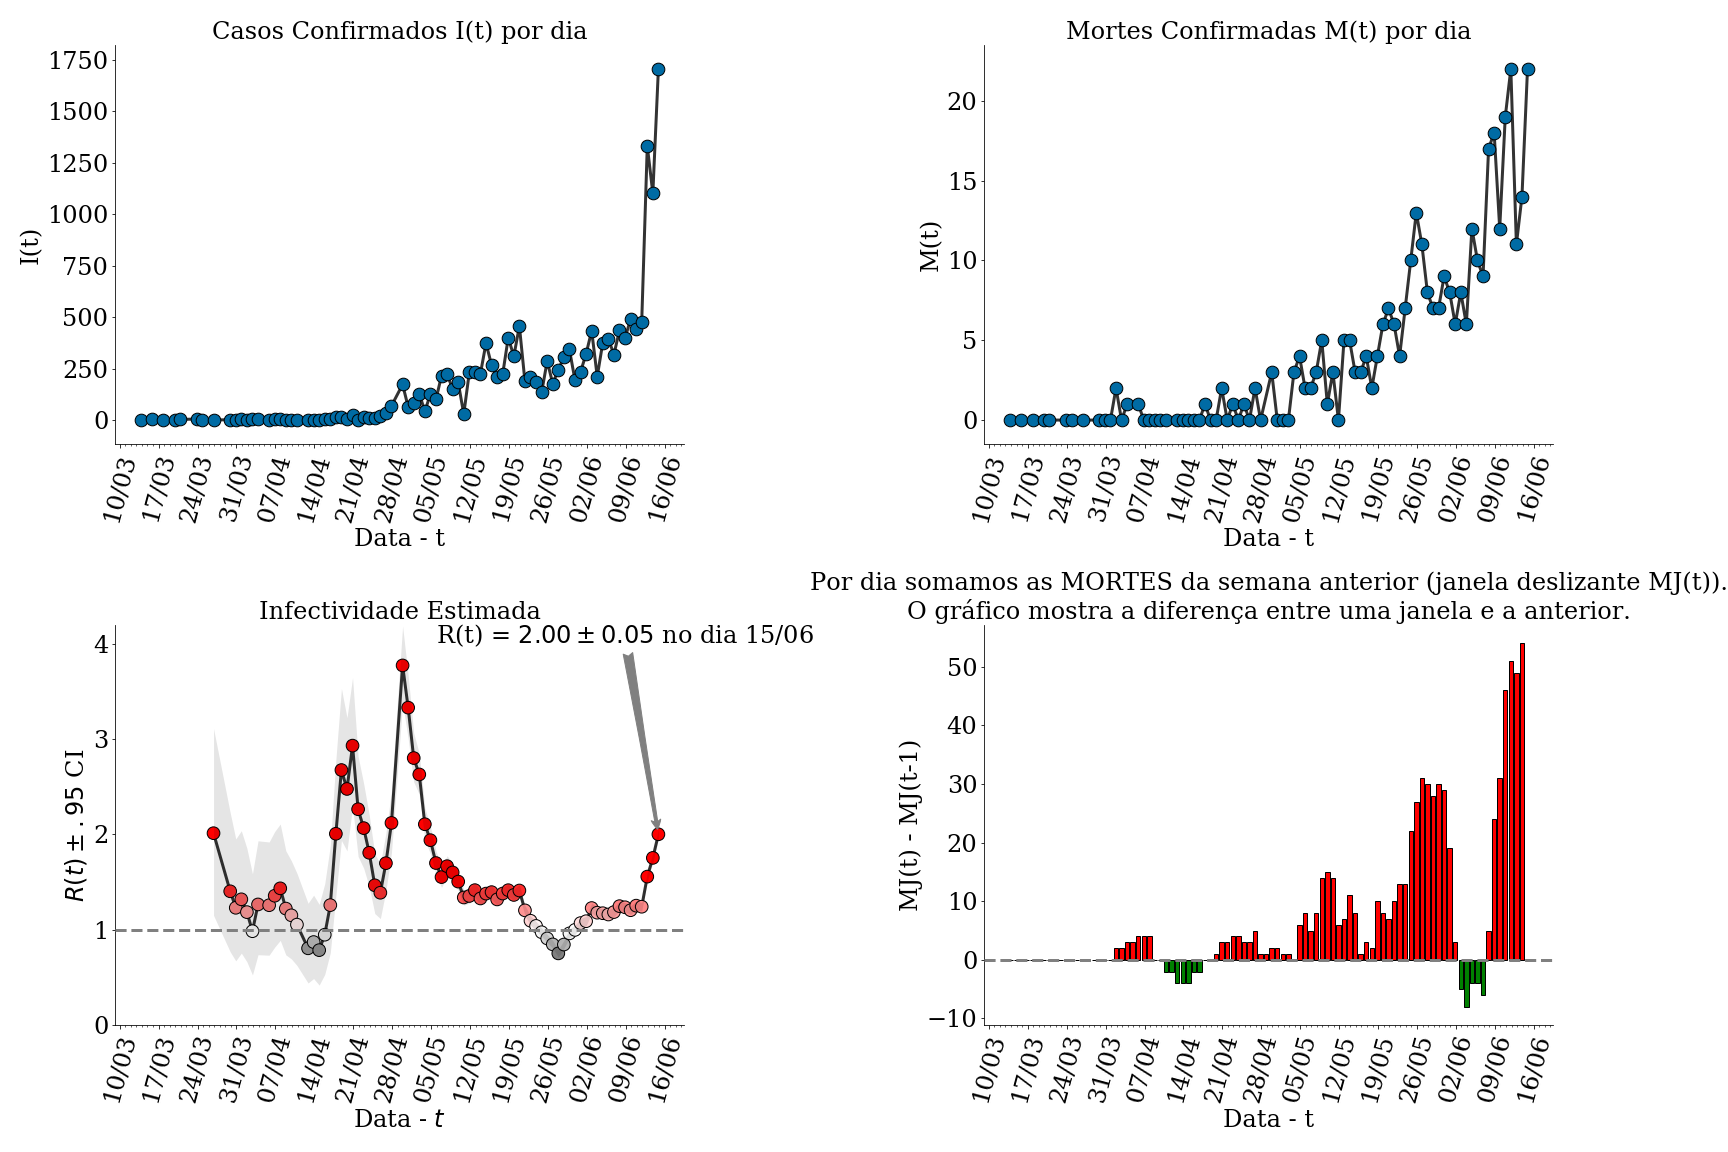 Casos Confirmados I(t) por dia
1750
1500
1250
1000
750
500
250
0
I(t)
10/03 17/03 24/03 31/03 07/04 14/04 21/04 28/04 05/05 12/05 19/05 26/05 02/06 09/06 16/06
Data - t
Mortes Confirmadas M(t) por dia
20
15
10
5
0
M(t)
10/03 17/03 24/03 31/03 07/04 14/04 21/04 28/04 05/05 12/05 19/05 26/05 02/06 09/06 16/06
Data - t
Infectividade Estimada
R(t) = 2.00 ± 0.05 no dia 15/06
4
3
2
1
0
R(t) ± .95 CI
10/03 17/03 24/03 31/03 07/04 14/04 21/04 28/04 05/05 12/05 19/05 26/05 02/06 09/06 16/06
Data - t
Por dia somamos as MORTES da semana anterior (janela deslizante MJ(t)).
O gráfico mostra a diferença entre uma janela e a anterior.
50
40
30
20
10
0
−10
MJ(t) - MJ(t-1)
10/03 17/03 24/03 31/03 07/04 14/04 21/04 28/04 05/05 12/05 19/05 26/05 02/06 09/06 16/06
Data - t